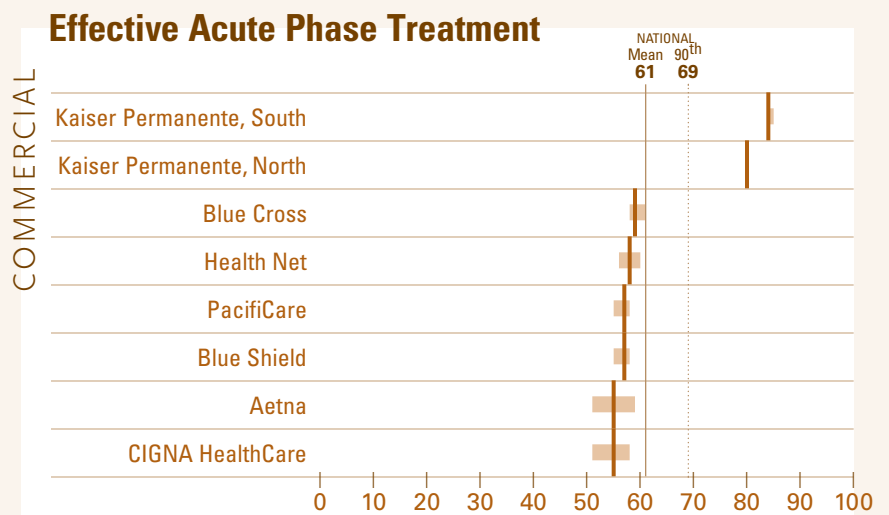 Effective Acute Phase Treatment
NATIONAL
Mean 90th
61 69
COMMERCIAL
Kaiser Permanente, South
Kaiser Permanente, North
Blue Cross
Health Net
PacifiCare
Blue Shield
Aetna
CIGNA HealthCare
0 10 20 30 40 50 60 70 80 90 100